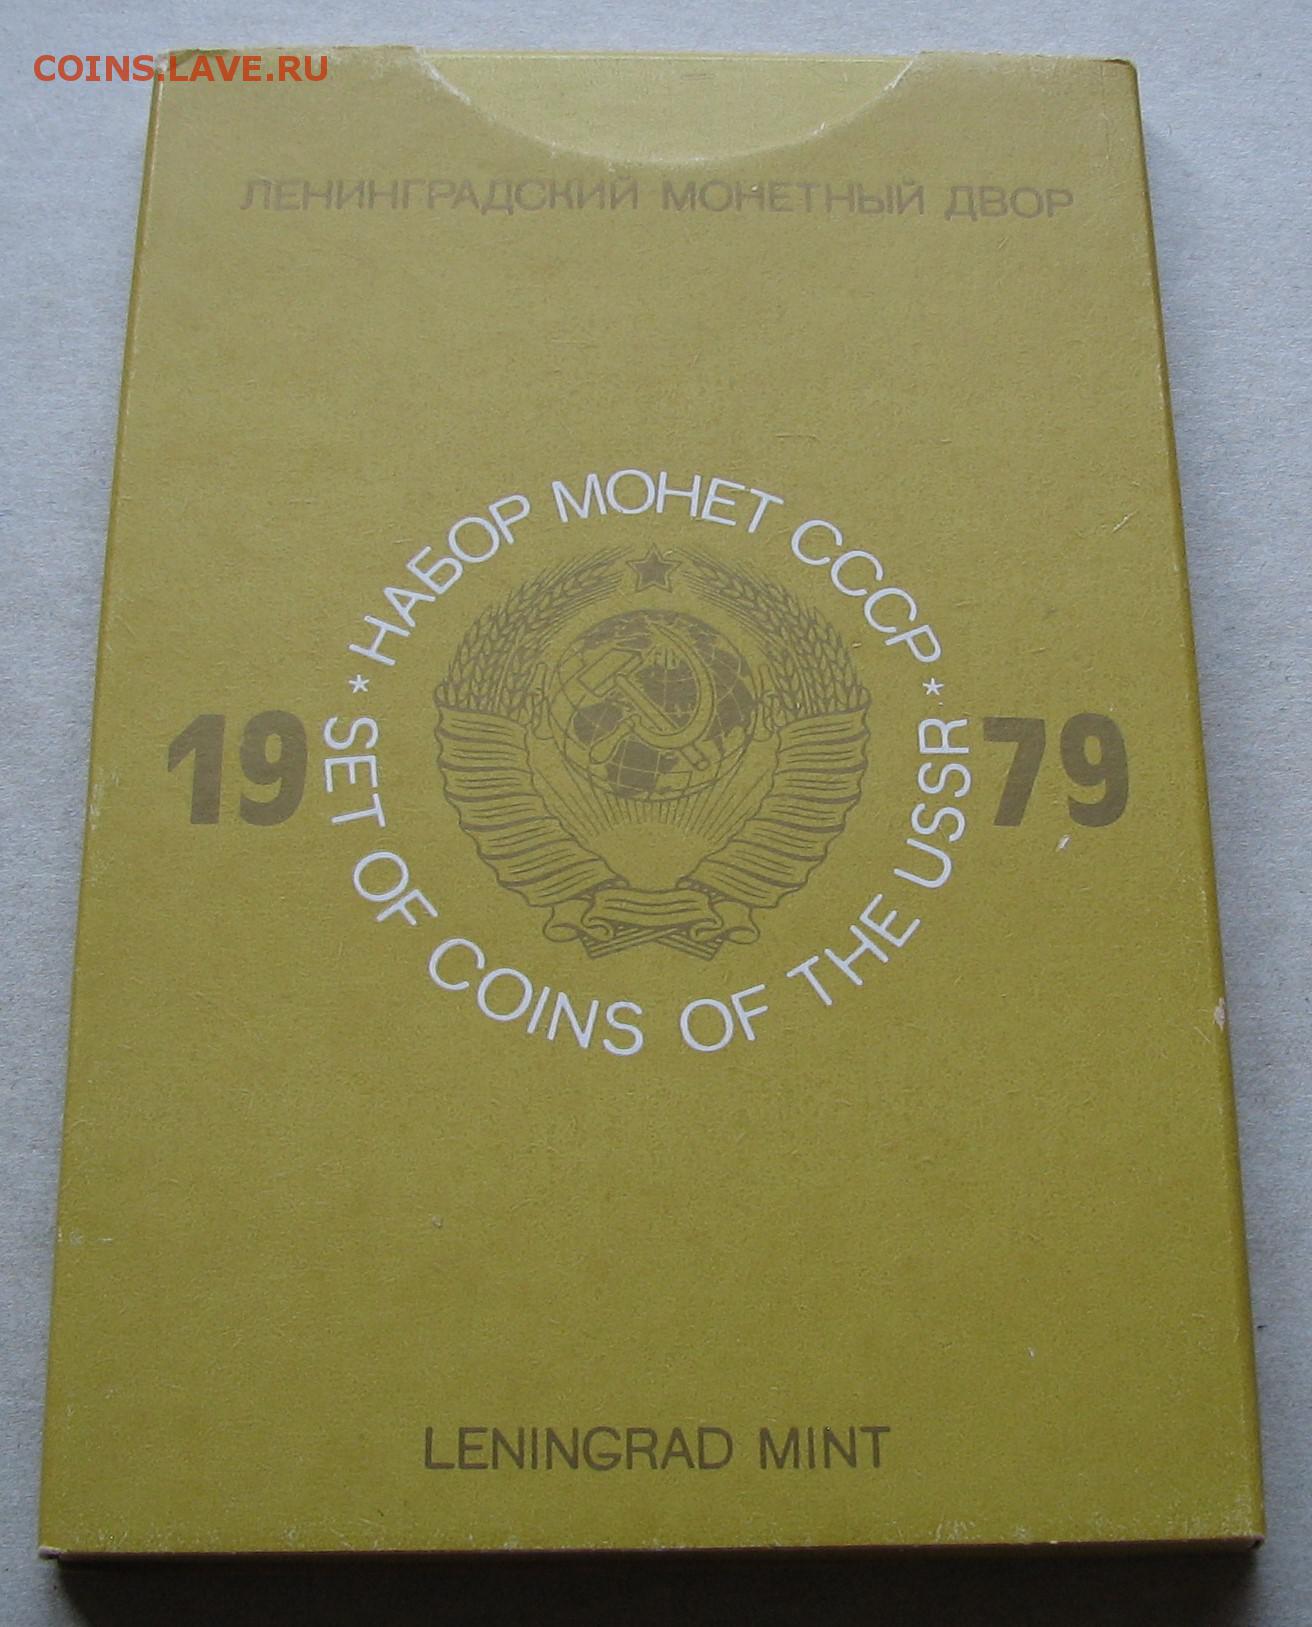 COINS.LAVE.RU
ЛЕНИНГРАДСКИЙ МОНЕТНЫЙ ДВОР
* НАБОР МОНЕТ СССР *
19 79
SET OF COINS OF THE USSR
LENINGRAD MINT